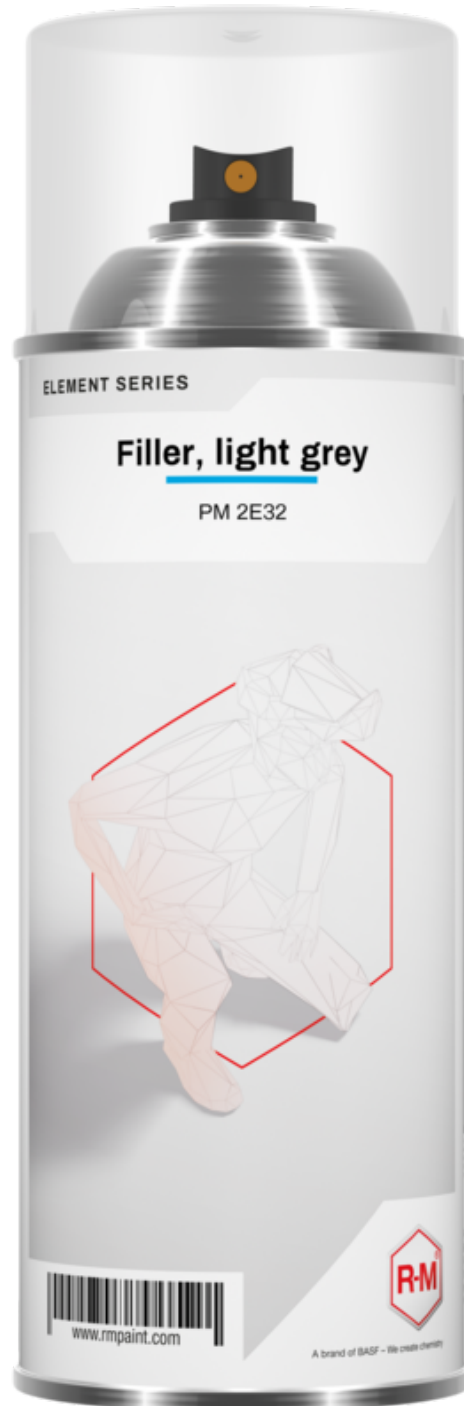 ELEMENT SERIES
Filler, light grey
PM 2E32
www.rmpaint.com
R-M®
A brand of BASF – We create chemistry